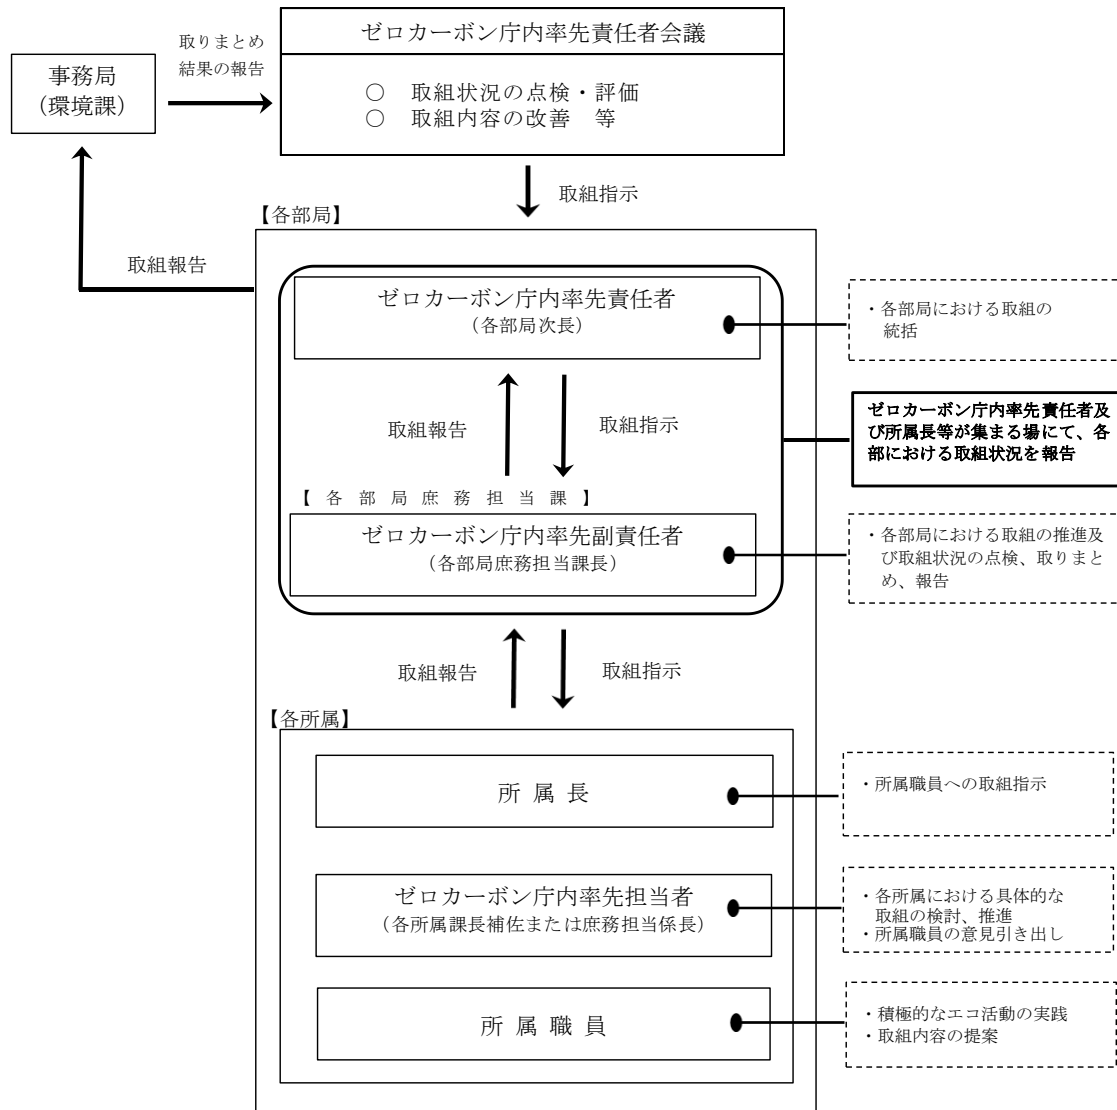 ゼロカーボン庁内率先責任者会議
取りまとめ
結果の報告
事務局
（環境課）
○　取組状況の点検・評価
○　取組内容の改善　等
取組指示
【各部局】
取組報告
ゼロカーボン庁内率先責任者
（各部局次長）
・各部局における取組の
統括
取組報告
取組指示
ゼロカーボン庁内率先責任者及
び所属長等が集まる場にて、各
部における取組状況を報告
【各部局庶務担当課】
ゼロカーボン庁内率先副責任者
（各部局庶務担当課長）
・各部局における取組の推進及
び取組状況の点検、取りまと
め、報告
取組報告
取組指示
【各所属】
所属長
・所属職員への取組指示
ゼロカーボン庁内率先担当者
（各所属課長補佐または庶務担当係長）
・各所属における具体的な
取組の検討、推進
・所属職員の意見引き出し
所属職員
・積極的なエコ活動の実践
・取組内容の提案